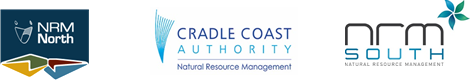 NRM
North
CRADLE COAST
AUTHORITY
Natural Resource Management
nrm
SOUTH
NATURAL RESOURCE MANAGEMENT